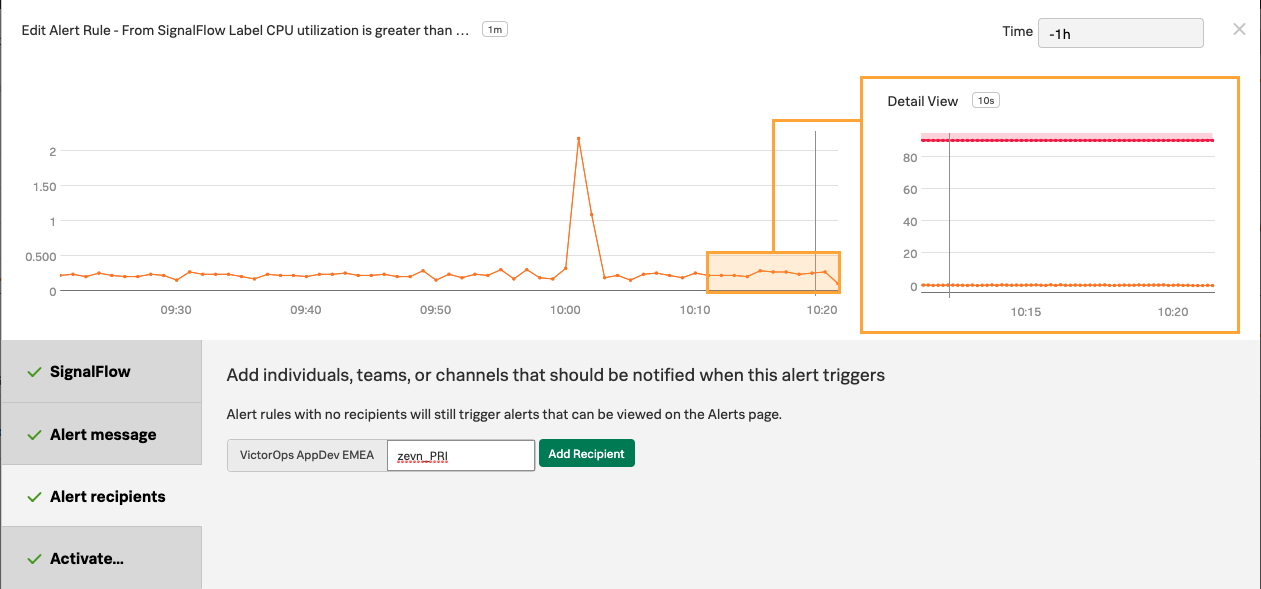 Edit Alert Rule - From SignalFlow Label CPU utilization is greater than ... 1m
Time -1h
Detail View 10s
2
1.50
1
0.500
0
09:30 09:40 09:50 10:00 10:10 10:20
80
60
40
20
0
10:15 10:20
SignalFlow
Alert message
Alert recipients
Activate...
Add individuals, teams, or channels that should be notified when this alert triggers
Alert rules with no recipients will still trigger alerts that can be viewed on the Alerts page.
VictorOps AppDev EMEA zevn_PRI Add Recipient